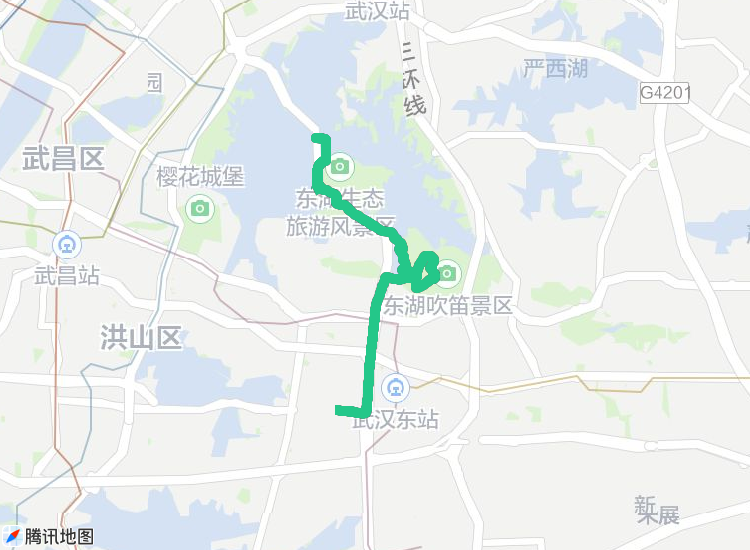 武汉站
三环线
严西湖
G4201
园
武昌区
樱花城堡
东湖生态
旅游风景区
武昌站
东湖吹笛景区
洪山区
武汉东站
新
未展
腾讯地图